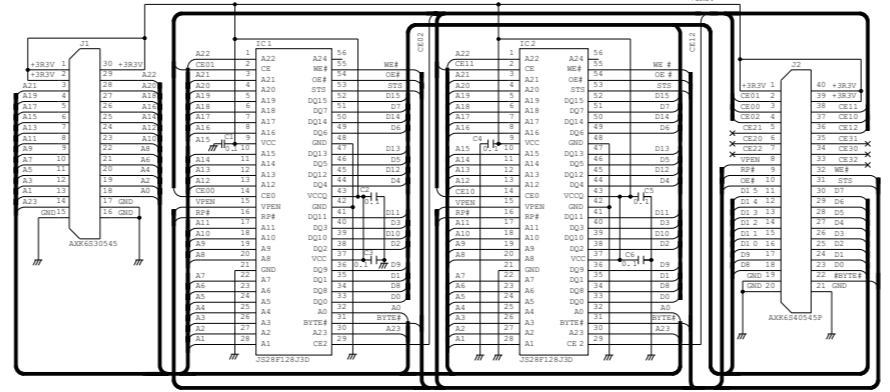 J1
+3R3V 1 30 +3R3V
+3R3V 2 29 A22
A21 3 28 A20
A19 4 27 A18
A17 5 26 A16
A15 6 25 A14
A13 7 24 A12
A11 8 23 A10
A9 9 22 A8
A7 10 21 A6
A5 11 20 A4
A3 12 19 A2
A1 13 18 A0
A23 14 17 GND
GND 15 16 GND
AXK6S30545
IC1
A22 1 A22 A24 56
CE01 2 CE WE# 55 WE#
A21 3 A21 OE# 54 OE#
A20 4 A20 STS 53 STS
A19 5 A19 DQ15 52 D15
A18 6 A18 DQ7 51 D7
A17 7 A17 DQ14 50 D14
A16 8 A16 DQ6 49 D6
C1 0.1 9 VCC GND 48
A15 10 A15 DQ13 47 D13
A14 11 A14 DQ5 46 D5
A13 12 A13 DQ12 45 D12
A12 13 A12 DQ4 44 D4
CE00 14 CE0 VCCQ 43 C2 0.1
VPEN 15 VPEN GND 42
RP# 16 RP# DQ11 41 D11
A11 17 A11 DQ3 40 D3
A10 18 A10 DQ10 39 D10
A9 19 A9 DQ2 38 D2
A8 20 A8 VCC 37 C3 0.1
21 GND DQ9 36 D9
A7 22 A7 DQ1 35 D1
A6 23 A6 DQ8 34 D8
A5 24 A5 DQ0 33 D0
A4 25 A4 A0 32 A0
A3 26 A3 BYTE# 31 BYTE#
A2 27 A2 A23 30 A23
A1 28 A1 CE2 29
JS28F128J3D
CE02
IC2
A22 1 A22 A24 56
CE11 2 CE WE# 55 WE#
A21 3 A21 OE# 54 OE #
A20 4 A20 STS 53 STS
A19 5 A19 DQ15 52 D15
A18 6 A18 DQ7 51 D7
A17 7 A17 DQ14 50 D14
A16 8 A16 DQ6 49 D6
C4 0.1 9 VCC GND 48
A15 10 A15 DQ13 47 D13
A14 11 A14 DQ5 46 D5
A13 12 A13 DQ12 45 D12
A12 13 A12 DQ4 44 D4
CE10 14 CE0 VCCQ 43 C5 0.1
VPEN 15 VPEN GND 42
RP# 16 RP# DQ11 41 D11
A11 17 A11 DQ3 40 D3
A10 18 A10 DQ10 39 D10
A9 19 A9 DQ2 38 D2
A8 20 A8 VCC 37 C6 0.1
21 GND DQ9 36 D9
A7 22 A7 DQ1 35 D1
A6 23 A6 DQ8 34 D8
A5 24 A5 DQ0 33 D0
A4 25 A4 A0 32 A0
A3 26 A3 BYTE# 31 BYTE#
A2 27 A2 A23 30 A23
A1 28 A1 CE 2 29
JS28F128J3D
CE12
J2
+3R3V 1 40 +3R3V
CE01 2 39 +3R3V
CE00 3 38 CE11
CE02 4 37 CE10
CE21 5 36 CE12
CE20 6 35 CE31
CE22 7 34 CE30
VPEN 8 33 CE32
RP# 9 32 WE#
OE# 10 31 STS
D1 5 11 30 D7
D1 4 12 29 D6
D1 3 13 28 D5
D1 2 14 27 D4
D1 1 15 26 D3
D1 0 16 25 D2
D9 17 24 D1
D8 18 23 D0
GND 19 22 #BYTE#
GND 20 21 GND
AXK6S40545P